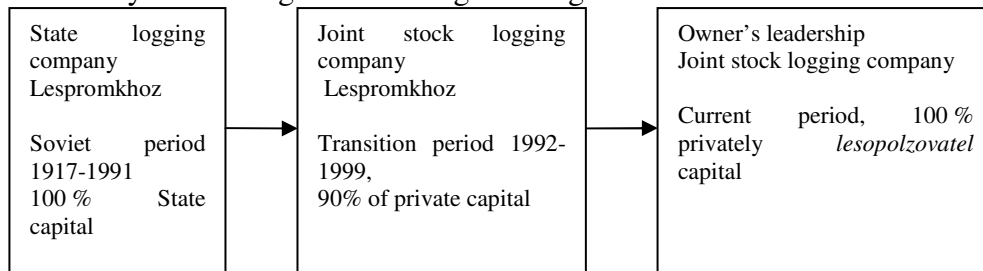 State logging
company
Lespromkhoz
Soviet period
1917-1991
100 % State
capital
Joint stock logging
company
Lespromkhoz
Transition period 1992-
1999,
90% of private capital
Owner's leadership
Joint stock logging company
Current period, 100 %
privately lesopolzovatel
capital